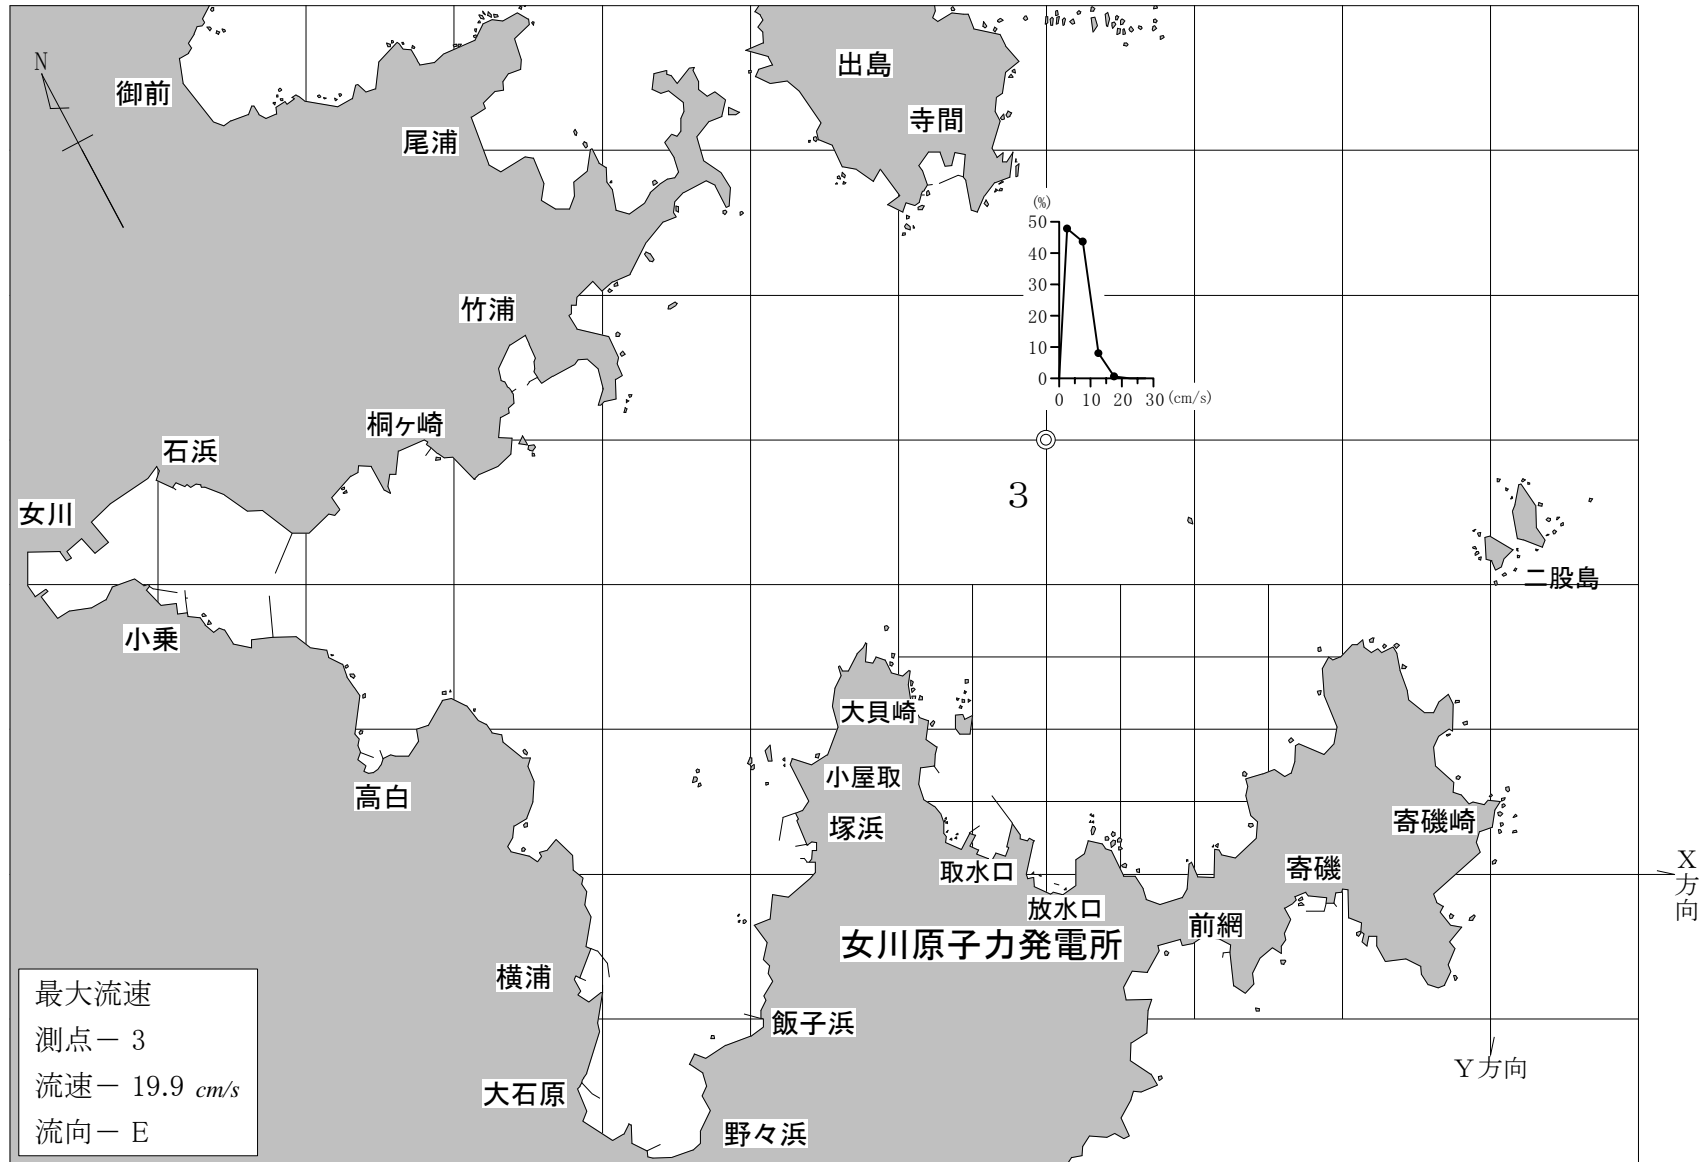 N
御前
尾浦
出島
寺間
(%)
50
40
30
20
10
0
0 10 20 30 (cm/s)
竹浦
桐ヶ崎
石浜
女川
3
二股島
小乗
大貝崎
小屋取
高白
塚浜
寄磯崎
取水口
寄磯
X方向
放水口
前網
女川原子力発電所
横浦
飯子浜
Y方向
大石原
野々浜
最大流速
測点－ 3
流速－ 19.9 cm/s
流向－ E